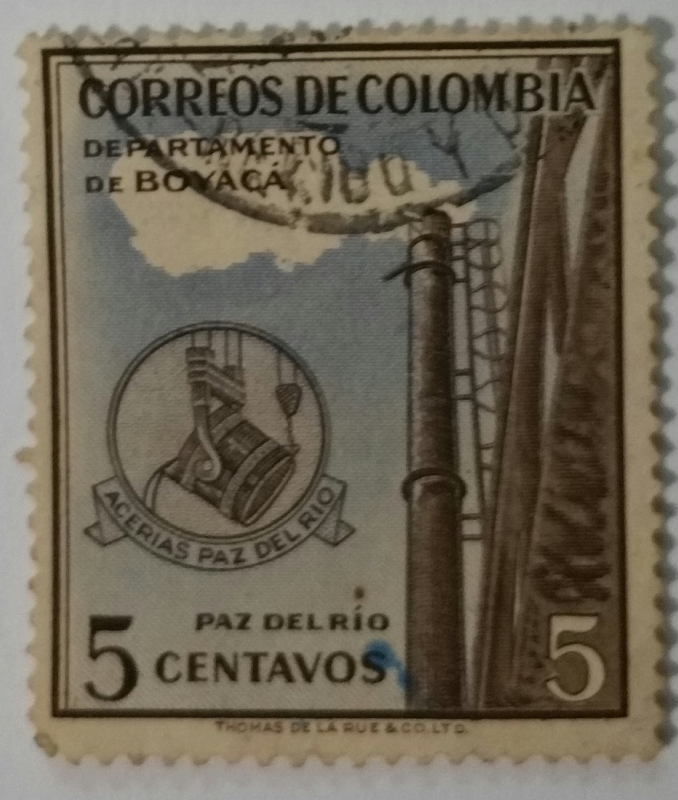 CORREOS DE COLOMBIA
DEPARTAMENTO
DE BOYACÁ
ACERIAS PAZ DEL RIO
PAZ DEL RÍO
5 CENTAVOS 5
THOMAS DE LA RUE & CO. LTD.